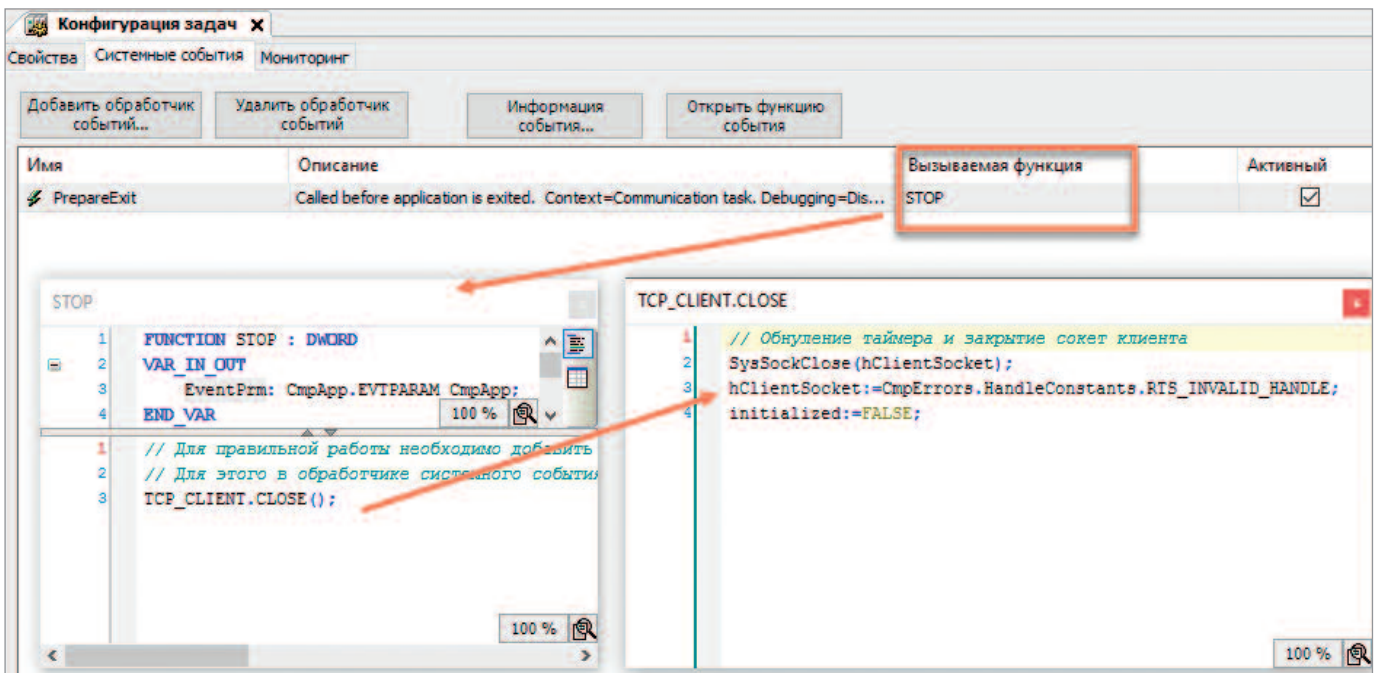 Конфигурация задач X
Свойства Системные события Мониторинг
Добавить обработчик событий...
Удалить обработчик событий
Информация события...
Открыть функцию события
Имя Описание Вызываемая функция Активный
PrepareExit Called before application is exited. Context=Communication task. Debugging=Dis... STOP
STOP
1 FUNCTION STOP : DWORD
2 VAR_IN_OUT
3 EventPrm: CmpApp.EVTPARAM_CmpApp;
4 END_VAR
100 %
1 // Для правильной работы необходимо добавить
2 // Для этого в обработчике системного события
3 TCP_CLIENT.CLOSE();
100 %
TCP_CLIENT.CLOSE
1 // Обнуление таймера и закрытие сокет клиента
2 SysSockClose(hClientSocket);
3 hClientSocket:=CmpErrors.HandleConstants.RTS_INVALID_HANDLE;
4 initialized:=FALSE;
100 %